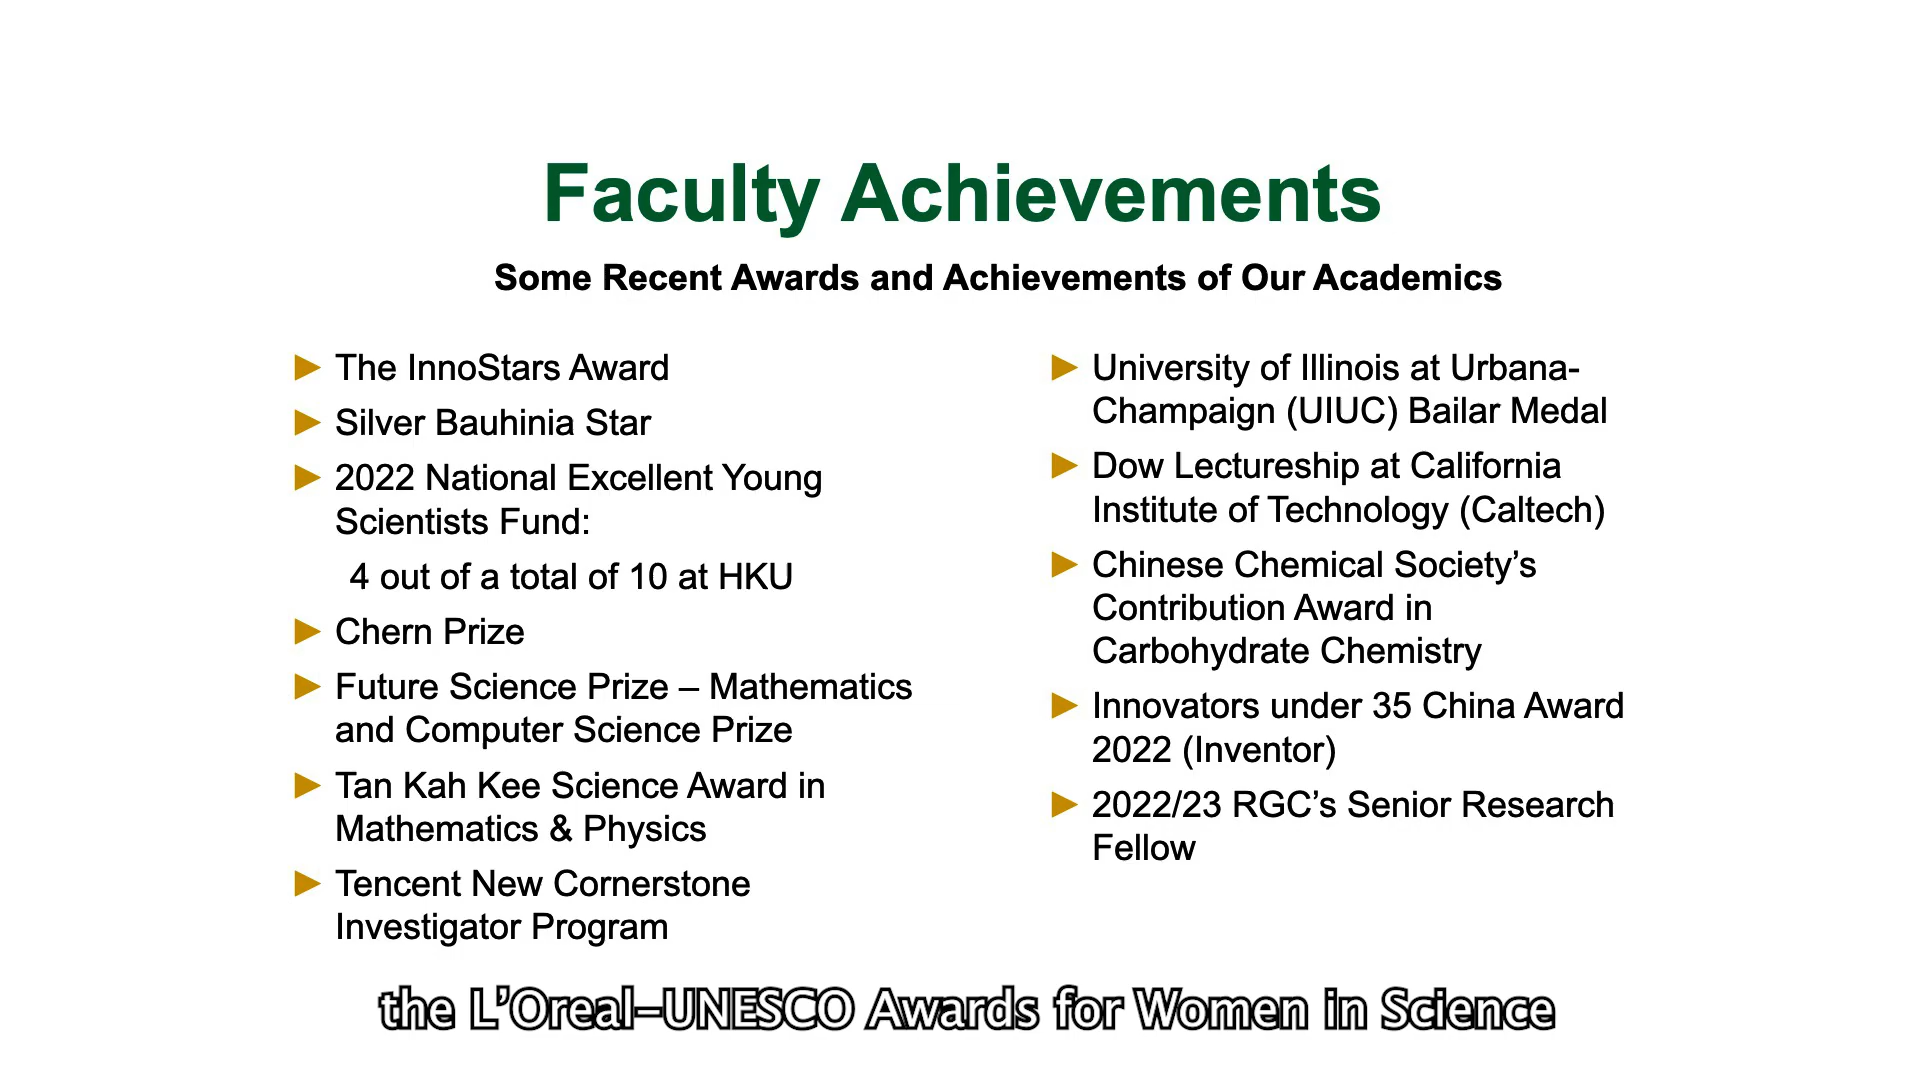 Faculty Achievements
Some Recent Awards and Achievements of Our Academics
► The InnoStars Award
► Silver Bauhinia Star
► 2022 National Excellent Young
Scientists Fund:
4 out of a total of 10 at HKU
► Chern Prize
► Future Science Prize – Mathematics
and Computer Science Prize
► Tan Kah Kee Science Award in
Mathematics & Physics
► Tencent New Cornerstone
Investigator Program
► University of Illinois at Urbana-
Champaign (UIUC) Bailar Medal
► Dow Lectureship at California
Institute of Technology (Caltech)
► Chinese Chemical Society’s
Contribution Award in
Carbohydrate Chemistry
► Innovators under 35 China Award
2022 (Inventor)
► 2022/23 RGC’s Senior Research
Fellow
the L’Oreal–UNESCO Awards for Women in Science